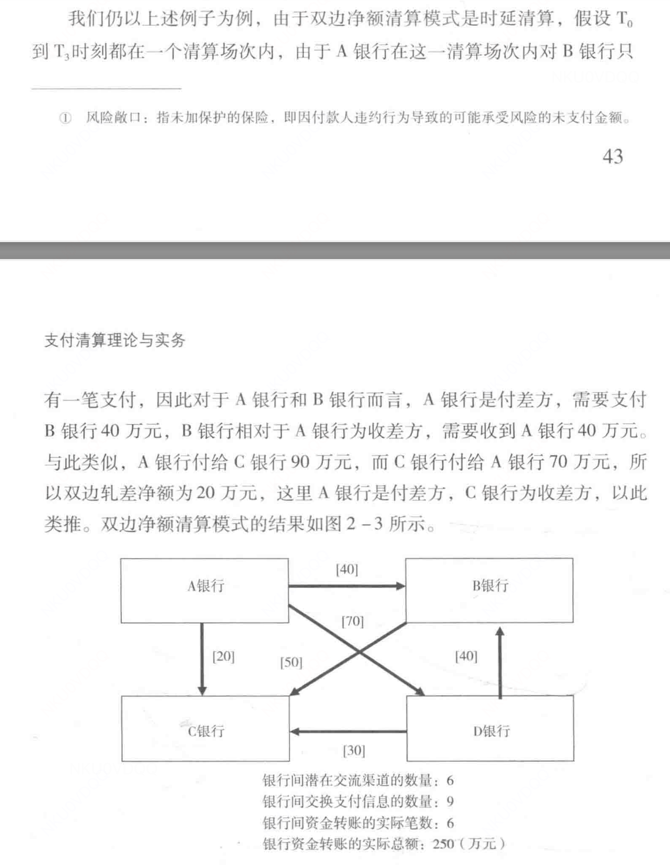 我们仍以上述例子为例，由于双边净额清算模式是时延清算，假设 T₀
到 T₃时刻都在一个清算场次内，由于 A 银行在这一清算场次内对 B 银行只
① 风险敞口：指未加保护的保险，即因付款人违约行为导致的可能承受风险的未支付金额。
43
支付清算理论与实务
有一笔支付，因此对于 A 银行和 B 银行而言，A 银行是付差方，需要支付
B 银行 40 万元，B 银行相对于 A 银行为收差方，需要收到 A 银行 40 万元。
与此类似，A 银行付给 C 银行 90 万元，而 C 银行付给 A 银行 70 万元，所
以双边轧差净额为 20 万元，这里 A 银行是付差方，C 银行为收差方，以此
类推。双边净额清算模式的结果如图 2－3 所示。
[40]
A银行
B银行
[70]
[20]
[50]
[40]
C银行
D银行
[30]
银行间潜在交流渠道的数量：6
银行间交换支付信息的数量：9
银行间资金转账的实际笔数：6
银行资金转账的实际总额：250（万元）